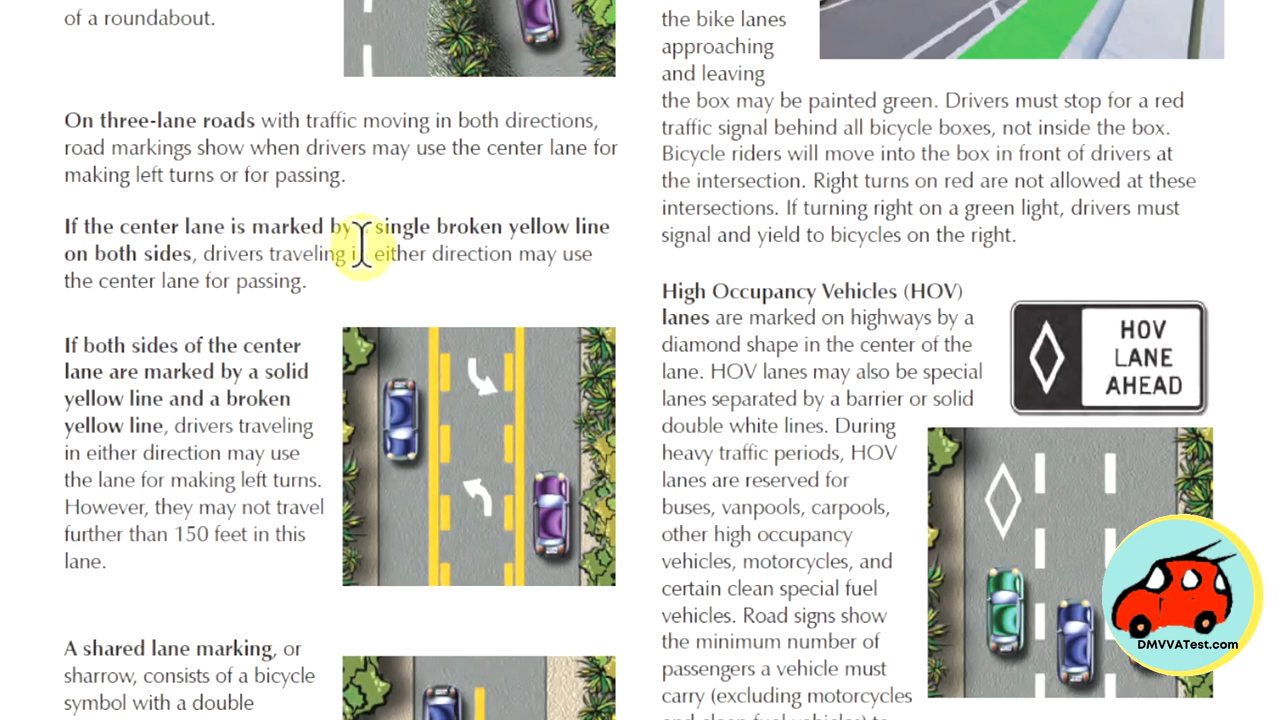 of a roundabout.
On three-lane roads with traffic moving in both directions,
road markings show when drivers may use the center lane for
making left turns or for passing.
If the center lane is marked by single broken yellow line
on both sides, drivers traveling either direction may use
the center lane for passing.
If both sides of the center
lane are marked by a solid
yellow line and a broken
yellow line, drivers traveling
in either direction may use
the lane for making left turns.
However, they may not travel
further than 150 feet in this
lane.
A shared lane marking, or
sharrow, consists of a bicycle
symbol with a double
the bike lanes
approaching
and leaving
the box may be painted green. Drivers must stop for a red
traffic signal behind all bicycle boxes, not inside the box.
Bicycle riders will move into the box in front of drivers at
the intersection. Right turns on red are not allowed at these
intersections. If turning right on a green light, drivers must
signal and yield to bicycles on the right.
High Occupancy Vehicles (HOV)
lanes are marked on highways by a
diamond shape in the center of the
lane. HOV lanes may also be special
lanes separated by a barrier or solid
double white lines. During
heavy traffic periods, HOV
lanes are reserved for
buses, vanpools, carpools,
other high occupancy
vehicles, motorcycles, and
certain clean special fuel
vehicles. Road signs show
the minimum number of
passengers a vehicle must
carry (excluding motorcycles
and clean fuel vehicles) to
HOV
LANE
AHEAD
DMVVATest.com